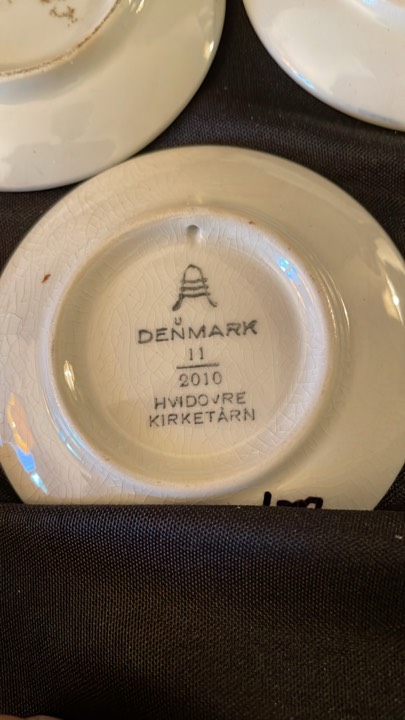 U
DENMARK
11
2010
HVIDOVRE
KIRKETÅRN